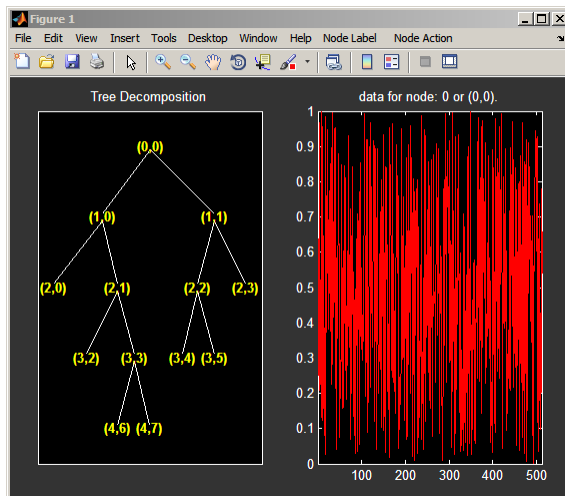 Figure 1
File Edit View Insert Tools Desktop Window Help Node Label Node Action
Tree Decomposition
(0,0)
(1,0) (1,1)
(2,0) (2,1) (2,2) (2,3)
(3,2) (3,3) (3,4) (3,5)
(4,6) (4,7)
data for node: 0 or (0,0).
1
0.9
0.8
0.7
0.6
0.5
0.4
0.3
0.2
0.1
0
100 200 300 400 500